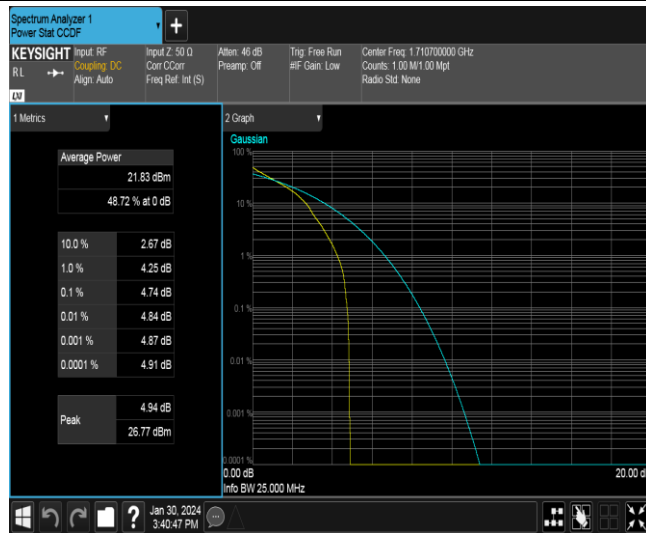 Spectrum Analyzer 1
Power Stat CCDF
+
KEYSIGHT
RL
LXI
Input: RF
Coupling: DC
Align: Auto
Input Z: 50 Ω
Corr CCorr
Freq Ref: Int (S)
Atten: 46 dB
Preamp: Off
Trig: Free Run
#IF Gain: Low
Center Freq: 1.710700000 GHz
Counts: 1.00 M/1.00 Mpt
Radio Std: None
1 Metrics
Average Power
21.83 dBm
48.72 % at 0 dB
10.0 % 2.67 dB
1.0 % 4.25 dB
0.1 % 4.74 dB
0.01 % 4.84 dB
0.001 % 4.87 dB
0.0001 % 4.91 dB
Peak
4.94 dB
26.77 dBm
2 Graph
Gaussian
100 %
10 %
1 %
0.1 %
0.01 %
0.001 %
0.0001 %
0.00 dB
20.00 d
Info BW 25.000 MHz
?
Jan 30, 2024
3:40:47 PM